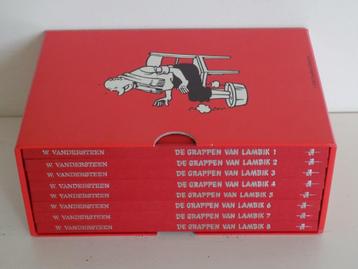 W. VANDERSTEEN DE GRAPPEN VAN LAMBIK 1
W. VANDERSTEEN DE GRAPPEN VAN LAMBIK 2
W. VANDERSTEEN DE GRAPPEN VAN LAMBIK 3
W. VANDERSTEEN DE GRAPPEN VAN LAMBIK 4
W. VANDERSTEEN DE GRAPPEN VAN LAMBIK 5
W. VANDERSTEEN DE GRAPPEN VAN LAMBIK 6
W. VANDERSTEEN DE GRAPPEN VAN LAMBIK 7
W. VANDERSTEEN DE GRAPPEN VAN LAMBIK 8